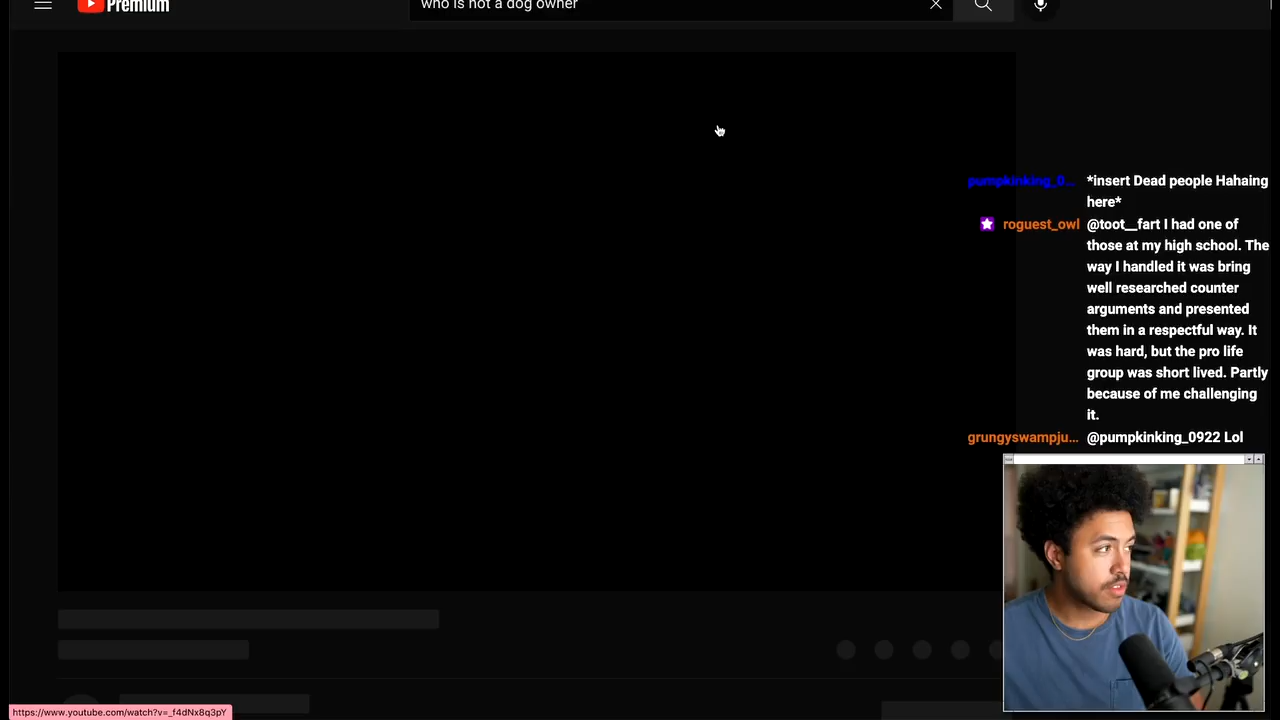 Premium
who is not a dog owner
pumpkinking_0...
*insert Dead people Hahaing
here*
roguest_owl
@toot__fart I had one of
those at my high school. The
way I handled it was bring
well researched counter
arguments and presented
them in a respectful way. It
was hard, but the pro life
group was short lived. Partly
because of me challenging
it.
grungyswampju...
@pumpkinking_0922 Lol
https://www.youtube.com/watch?v=_f4dNx8q3pY